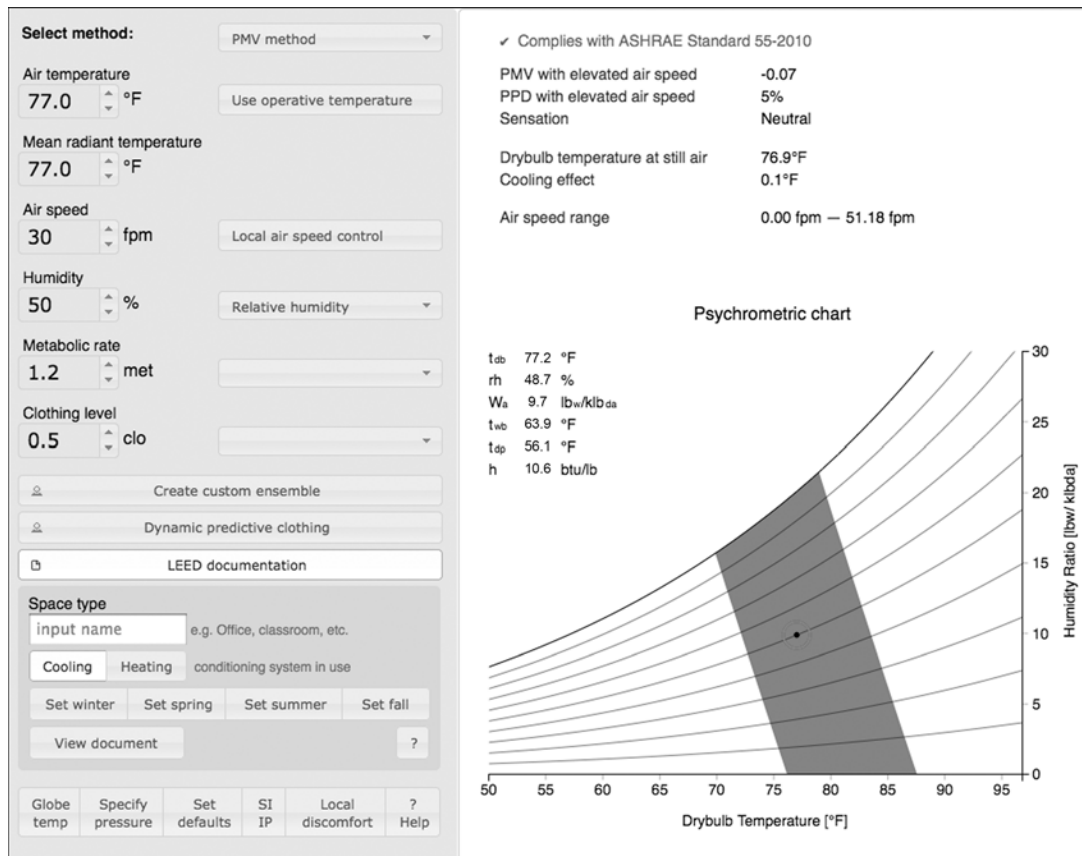 Select method:
PMV method
Air temperature
77.0 °F
Use operative temperature
Mean radiant temperature
77.0 °F
Air speed
30 fpm
Local air speed control
Humidity
50 %
Relative humidity
Metabolic rate
1.2 met
Clothing level
0.5 clo
Create custom ensemble
Dynamic predictive clothing
LEED documentation
Space type
input name e.g. Office, classroom, etc.
Cooling Heating conditioning system in use
Set winter Set spring Set summer Set fall
View document ?
Globe temp
Specify pressure
Set defaults
SI IP
Local discomfort
? Help
✔ Complies with ASHRAE Standard 55-2010
PMV with elevated air speed -0.07
PPD with elevated air speed 5%
Sensation Neutral
Drybulb temperature at still air 76.9°F
Cooling effect 0.1°F
Air speed range 0.00 fpm — 51.18 fpm
Psychrometric chart
tdb 77.2 °F
rh 48.7 %
Wa 9.7 lbw/klbda
twb 63.9 °F
tdp 56.1 °F
h 10.6 btu/lb
30
25
20
15
10
5
0
Humidity Ratio [lbw/ klbda]
50 55 60 65 70 75 80 85 90 95
Drybulb Temperature [°F]